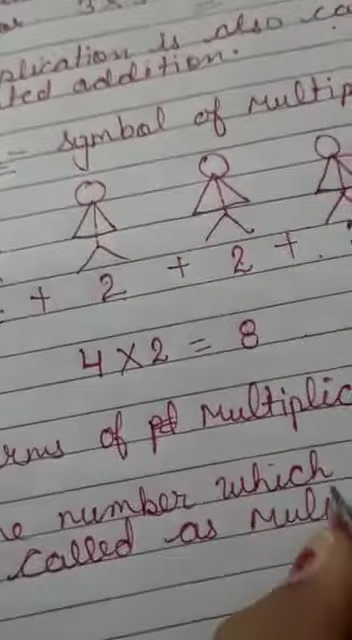 plication is also ca
ted addition.
= symbol of multip
+ 2 + 2 + .
4 × 2 = 8
rms of Multiplic
e number which
called as Mul